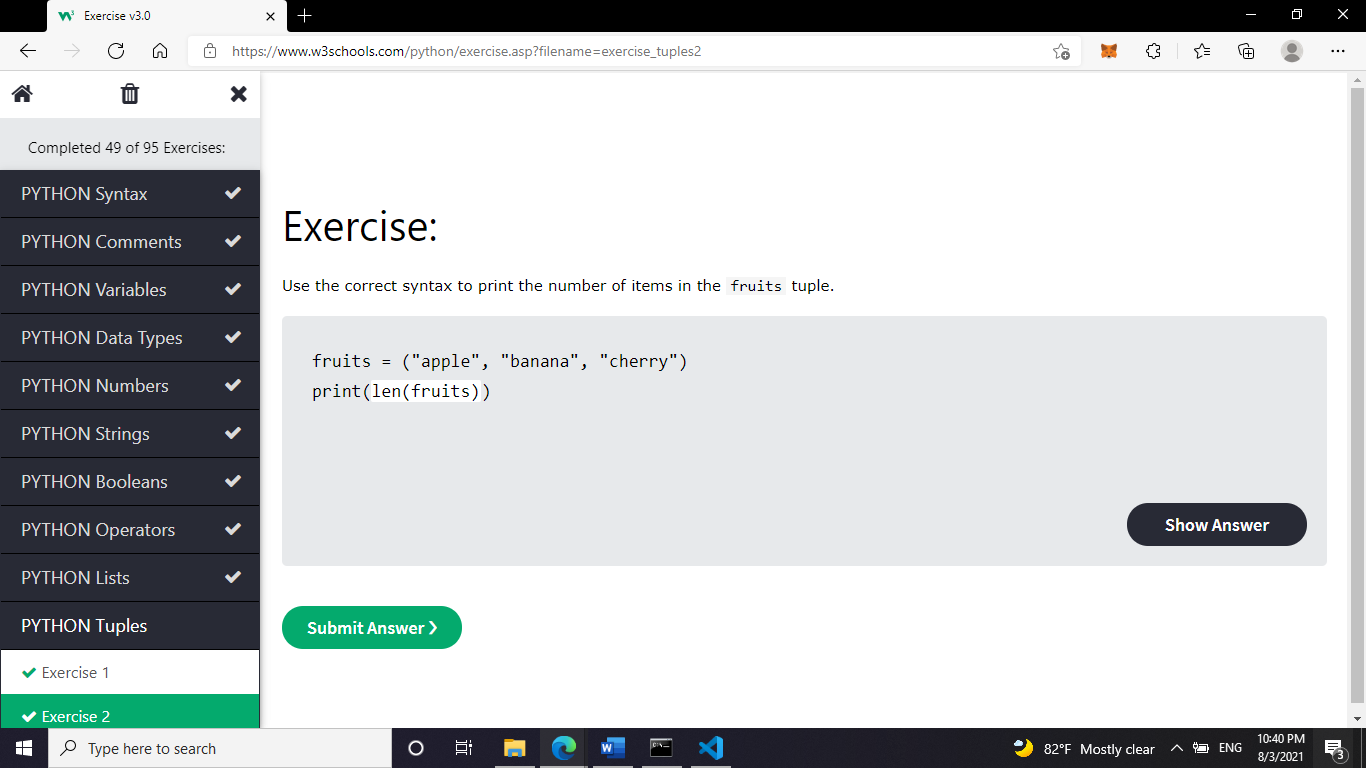 Exercise v3.0
https://www.w3schools.com/python/exercise.asp?filename=exercise_tuples2
Completed 49 of 95 Exercises:
PYTHON Syntax
PYTHON Comments
PYTHON Variables
PYTHON Data Types
PYTHON Numbers
PYTHON Strings
PYTHON Booleans
PYTHON Operators
PYTHON Lists
PYTHON Tuples
Exercise 1
Exercise 2
Exercise:
Use the correct syntax to print the number of items in the fruits tuple.
fruits = ("apple", "banana", "cherry")
print(len(fruits))
Show Answer
Submit Answer ❯
Type here to search
82°F Mostly clear
ENG
10:40 PM
8/3/2021
3